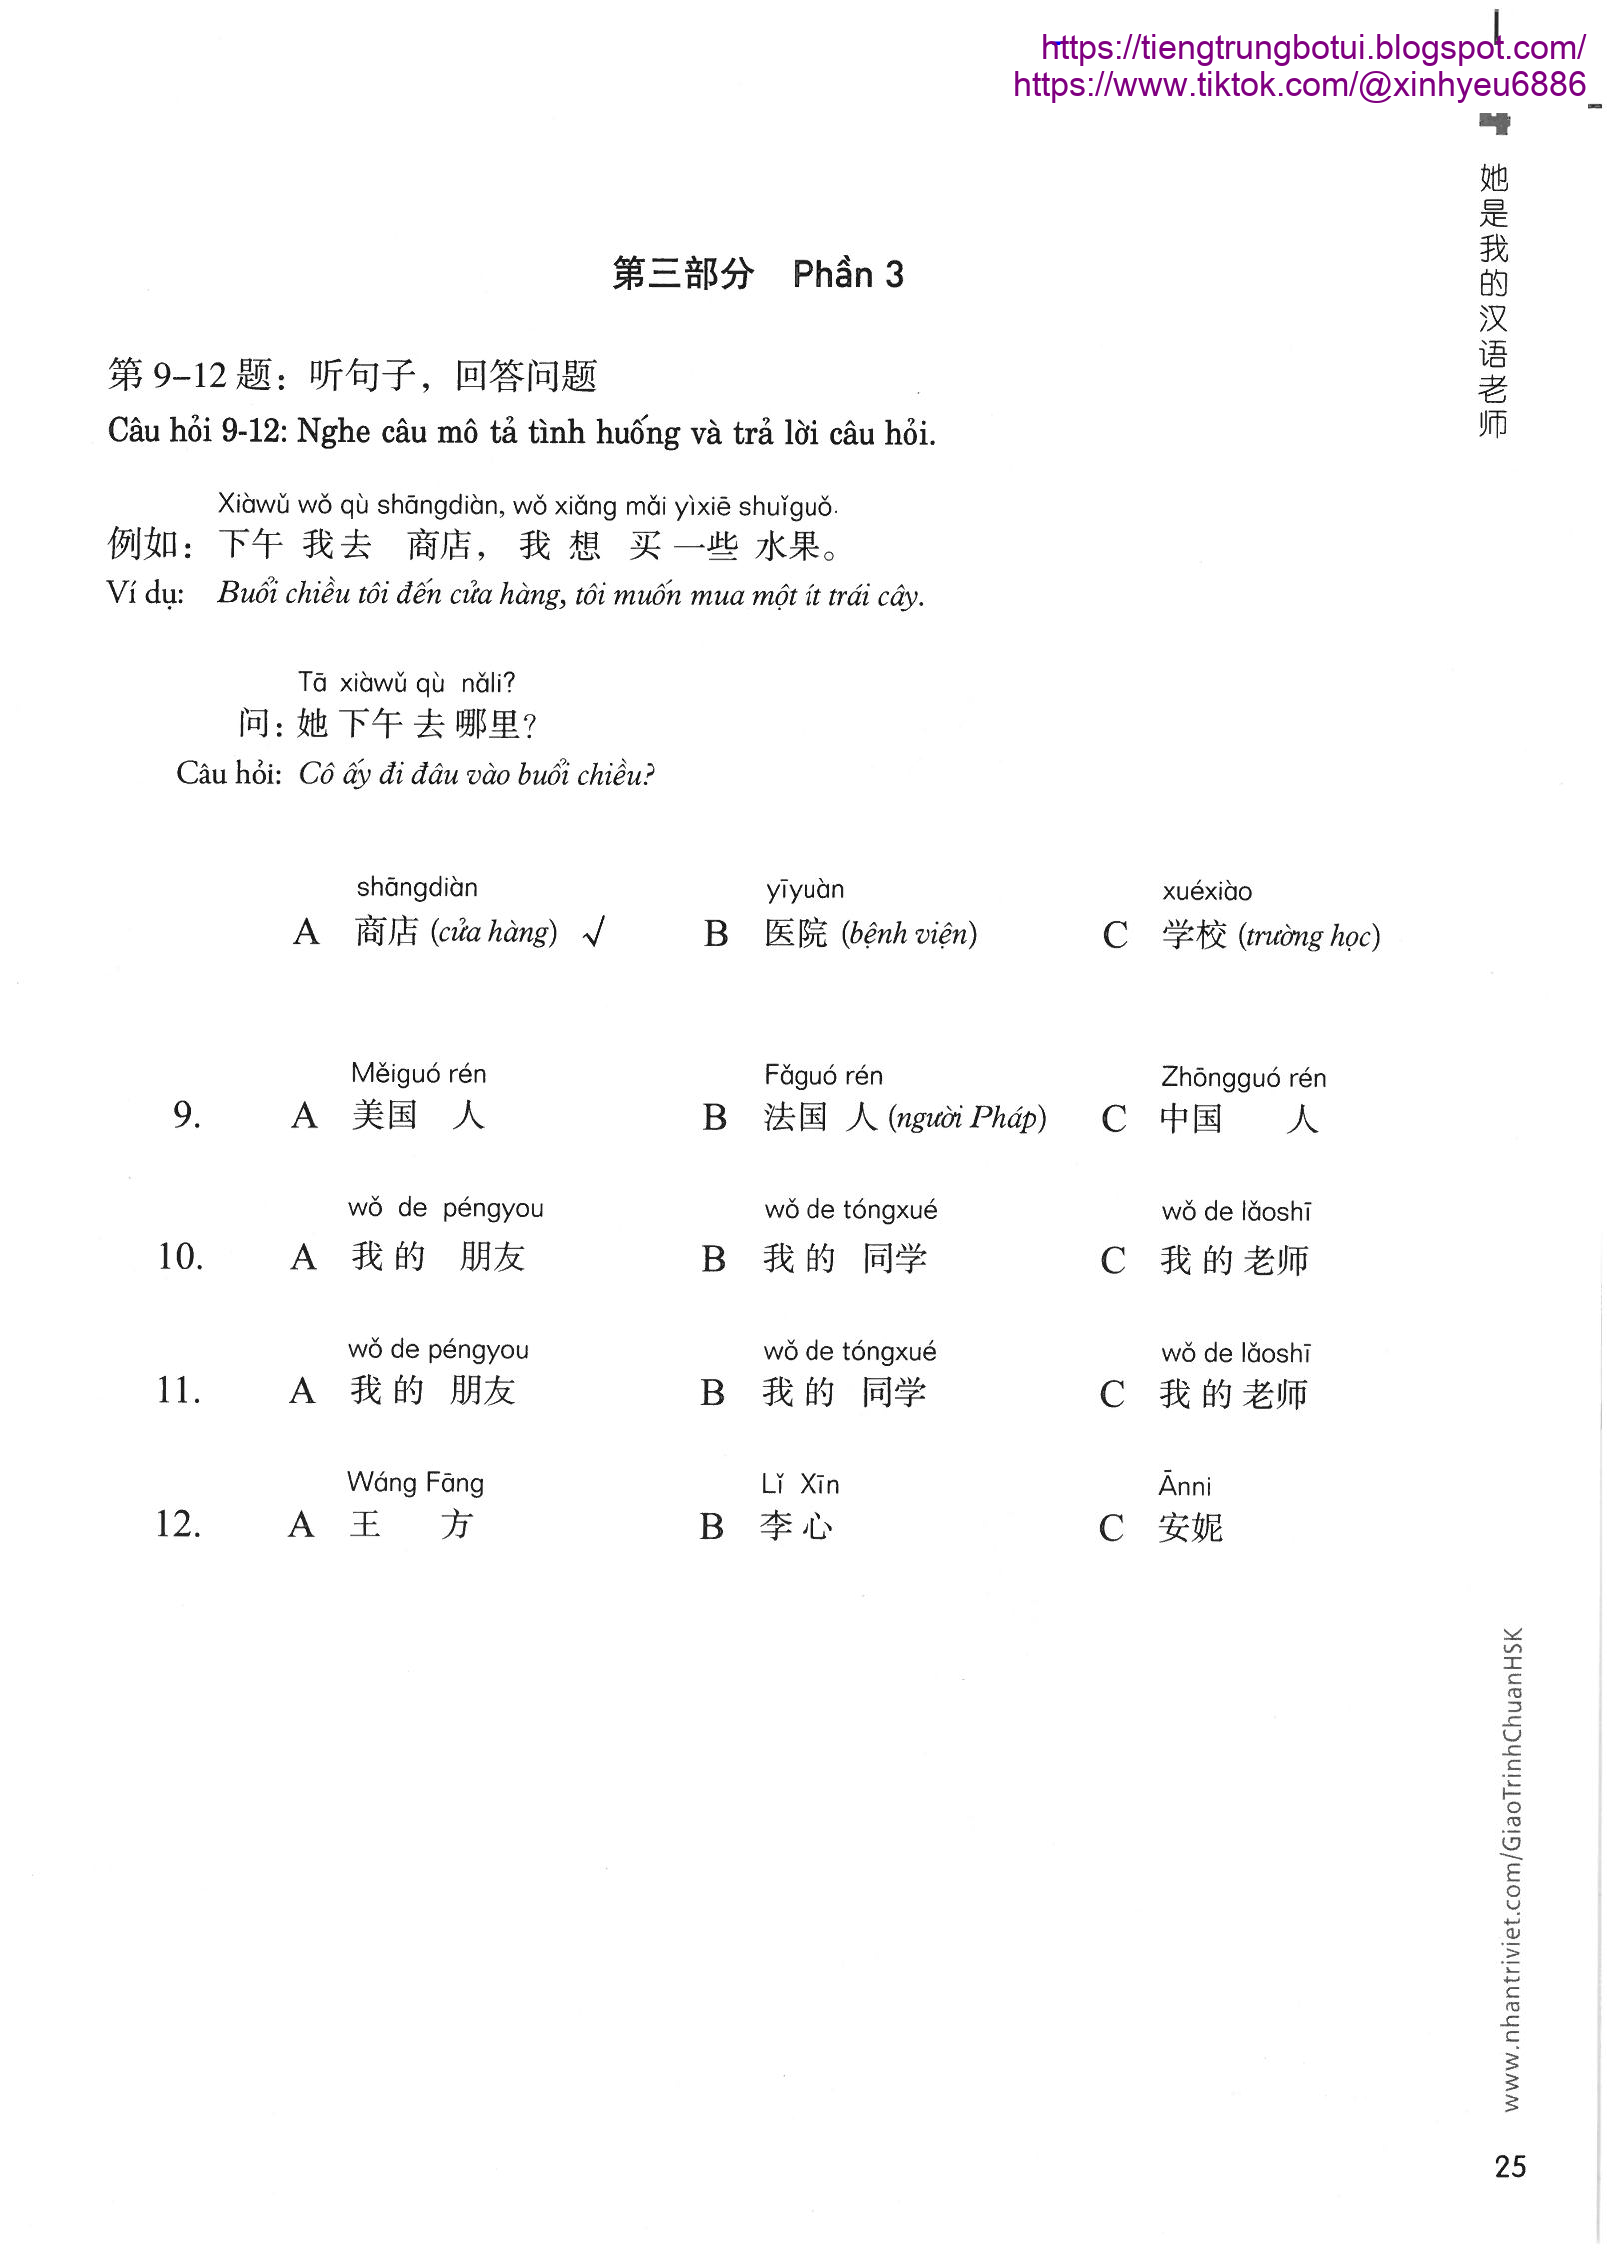 https://tiengtrungbotui.blogspot.com/
https://www.tiktok.com/@xinhyeu6886
她是我的汉语老师
第三部分 Phần 3
第 9–12 题：听句子，回答问题
Câu hỏi 9-12: Nghe câu mô tả tình huống và trả lời câu hỏi.
Xiàwǔ wǒ qù shāngdiàn, wǒ xiǎng mǎi yìxiē shuǐguǒ.
例如：下午 我去 商店，我 想 买 一些 水果。
Ví dụ: Buổi chiều tôi đến cửa hàng, tôi muốn mua một ít trái cây.
Tā xiàwǔ qù nǎli?
问：她 下午 去 哪里？
Câu hỏi: Cô ấy đi đâu vào buổi chiều?
shāngdiàn yīyuàn xuéxiào
A 商店 (cửa hàng) √ B 医院 (bệnh viện) C 学校 (trường học)
Měiguó rén Fǎguó rén Zhōngguó rén
9. A 美国 人 B 法国 人 (người Pháp) C 中国 人
wǒ de péngyou wǒ de tóngxué wǒ de lǎoshī
10. A 我 的 朋友 B 我 的 同学 C 我 的 老师
wǒ de péngyou wǒ de tóngxué wǒ de lǎoshī
11. A 我 的 朋友 B 我 的 同学 C 我 的 老师
Wáng Fāng Lǐ Xīn Ānni
12. A 王 方 B 李 心 C 安妮
www.nhantriviet.com/GiaoTrinhChuanHSK
25